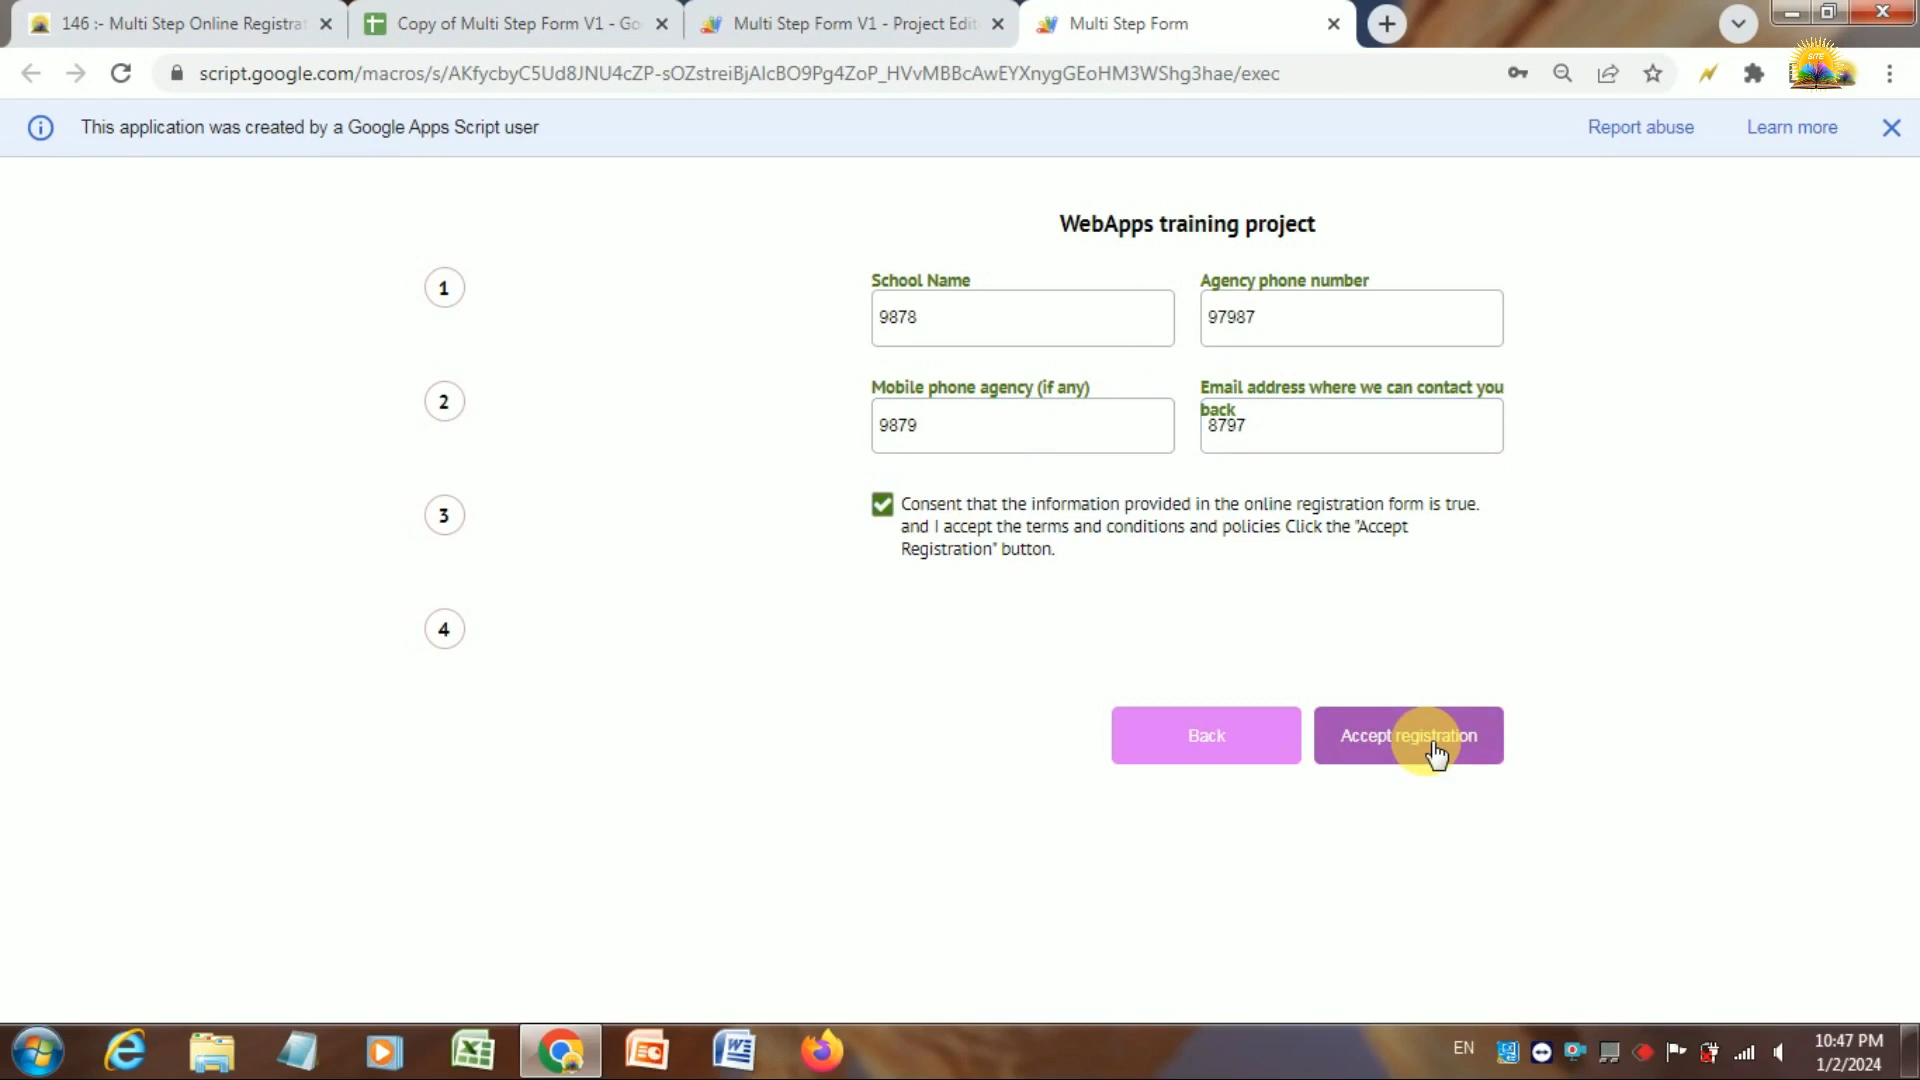 146 :- Multi Step Online Registrat
Copy of Multi Step Form V1 - Go
Multi Step Form V1 - Project Edit
Multi Step Form
script.google.com/macros/s/AKfycbyC5Ud8JNU4cZP-sOZstreiBjAlcBO9Pg4ZoP_HVvMBBcAwEYXnygGEoHM3WShg3hae/exec
SITE
This application was created by a Google Apps Script user
Report abuse
Learn more
WebApps training project
School Name
Agency phone number
1
9878
97987
Mobile phone agency (if any)
Email address where we can contact you
back
2
9879
8797
3
Consent that the information provided in the online registration form is true.
and I accept the terms and conditions and policies Click the "Accept
Registration" button.
4
Back
Accept registration
EN
10:47 PM
1/2/2024